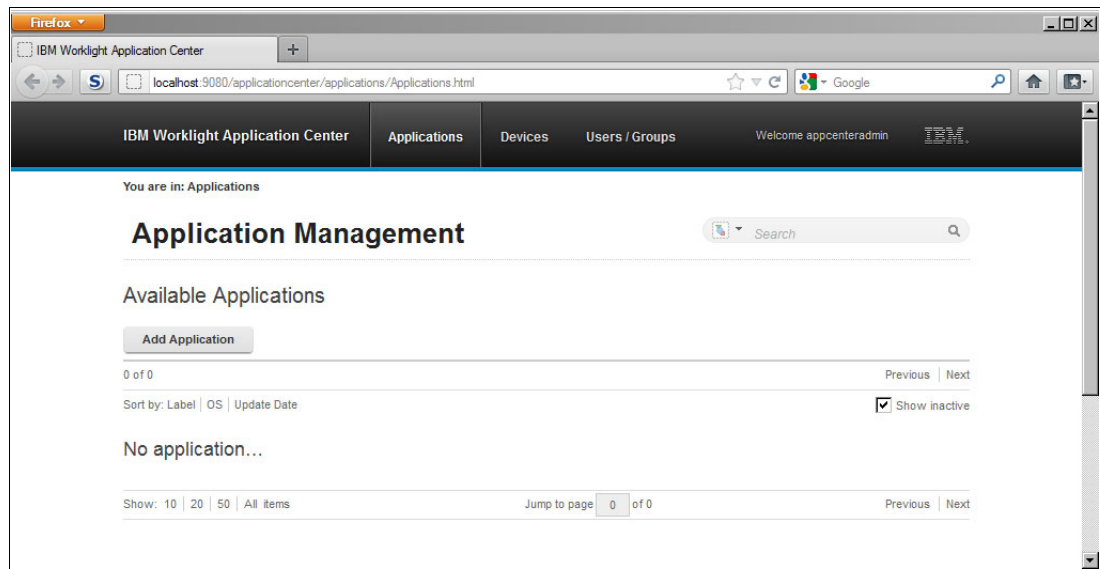 Firefox
IBM Worklight Application Center +
S localhost:9080/applicationcenter/applications/Applications.html Google
IBM Worklight Application Center Applications Devices Users / Groups Welcome appcenteradmin IBM.
You are in: Applications
Application Management Search
Available Applications
Add Application
0 of 0 Previous | Next
Sort by: Label | OS | Update Date Show inactive
No application...
Show: 10 | 20 | 50 | All items Jump to page 0 of 0 Previous | Next